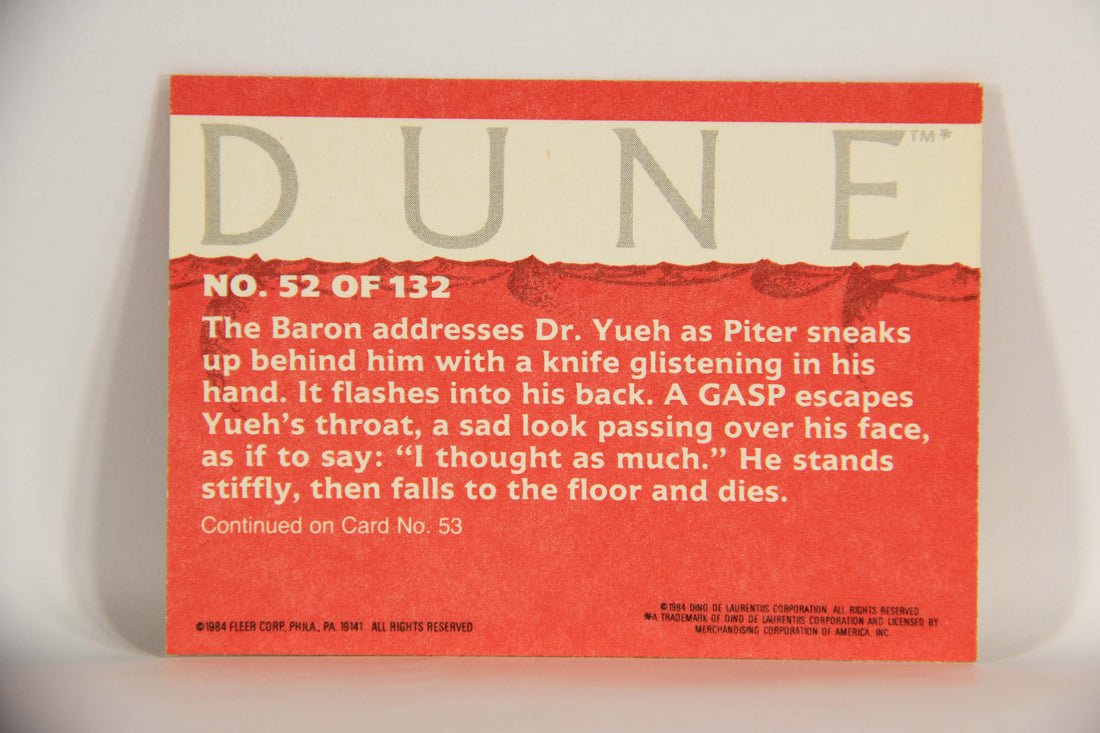 DUNE™*
NO. 52 OF 132
The Baron addresses Dr. Yueh as Piter sneaks
up behind him with a knife glistening in his
hand. It flashes into his back. A GASP escapes
Yueh's throat, a sad look passing over his face,
as if to say: “I thought as much.” He stands
stiffly, then falls to the floor and dies.
Continued on Card No. 53
©1984 FLEER CORP., PHILA., PA. 19141 ALL RIGHTS RESERVED
©1984 DINO DE LAURENTIIS CORPORATION. ALL RIGHTS RESERVED.
*A TRADEMARK OF DINO DE LAURENTIIS CORPORATION AND LICENSED BY
MERCHANDISING CORPORATION OF AMERICA, INC.